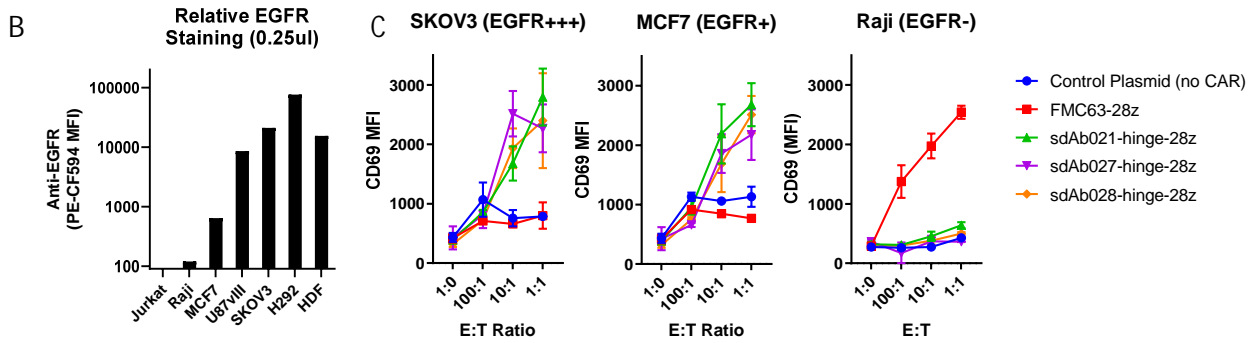 B
Relative EGFR
Staining (0.25ul)
Anti-EGFR
(PE-CF594 MFI)
100000
10000
1000
100
Jurkat
Raji
MCF7
U87vIII
SKOV3
H292
HDF
C
SKOV3 (EGFR+++)
CD69 MFI
3000
2000
1000
0
1:0
100:1
10:1
1:1
E:T Ratio
MCF7 (EGFR+)
CD69 MFI
3000
2000
1000
0
1:0
100:1
10:1
1:1
E:T Ratio
Raji (EGFR-)
CD69 (MFI)
3000
2000
1000
0
1:0
100:1
10:1
1:1
E:T
Control Plasmid (no CAR)
FMC63-28z
sdAb021-hinge-28z
sdAb027-hinge-28z
sdAb028-hinge-28z